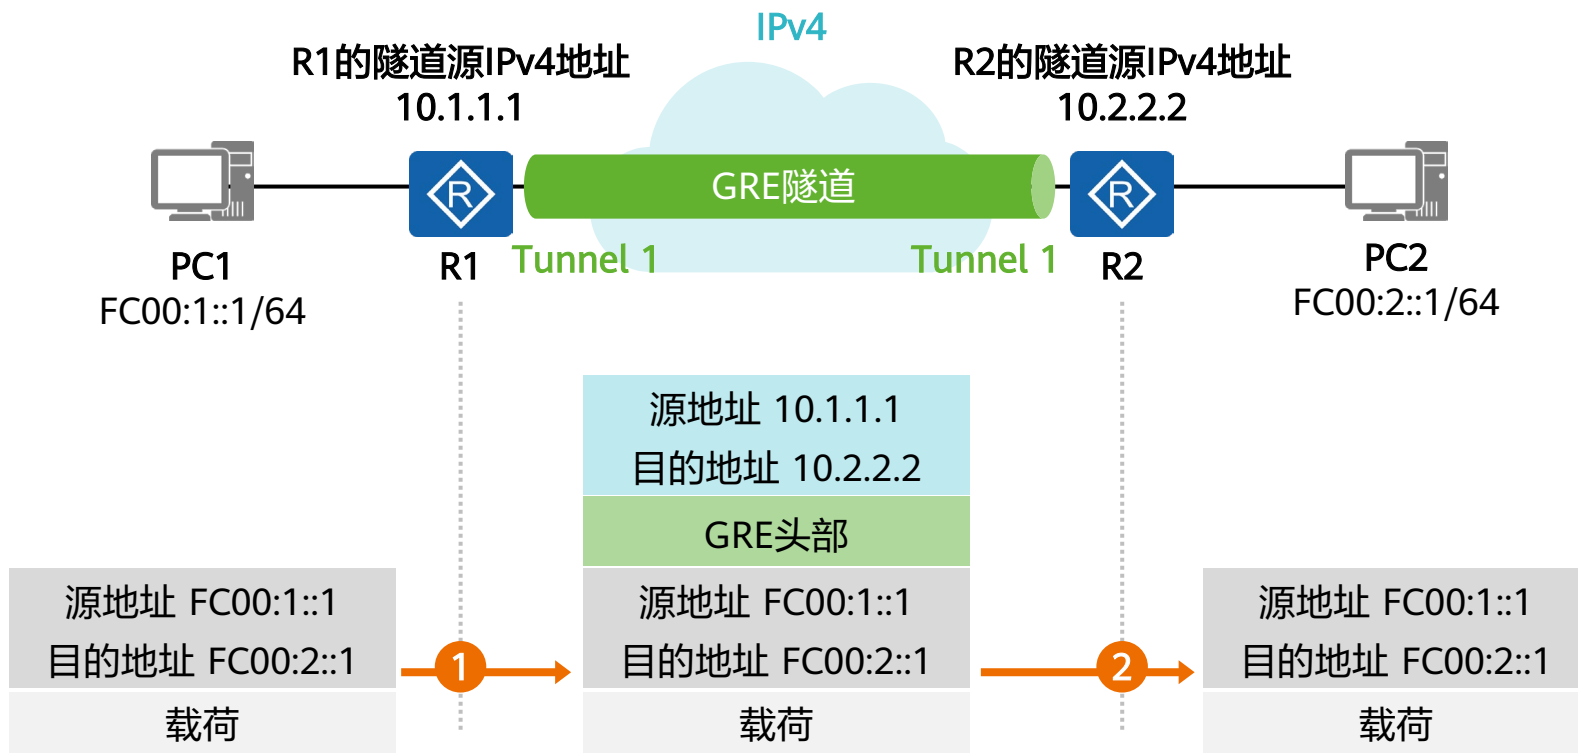 IPv4
R1的隧道源IPv4地址
10.1.1.1
R2的隧道源IPv4地址
10.2.2.2
R
GRE隧道
R
PC1
FC00:1::1/64
R1
Tunnel 1
Tunnel 1
R2
PC2
FC00:2::1/64
源地址 10.1.1.1
目的地址 10.2.2.2
GRE头部
源地址 FC00:1::1
目的地址 FC00:2::1
载荷
1
源地址 FC00:1::1
目的地址 FC00:2::1
载荷
2
源地址 FC00:1::1
目的地址 FC00:2::1
载荷